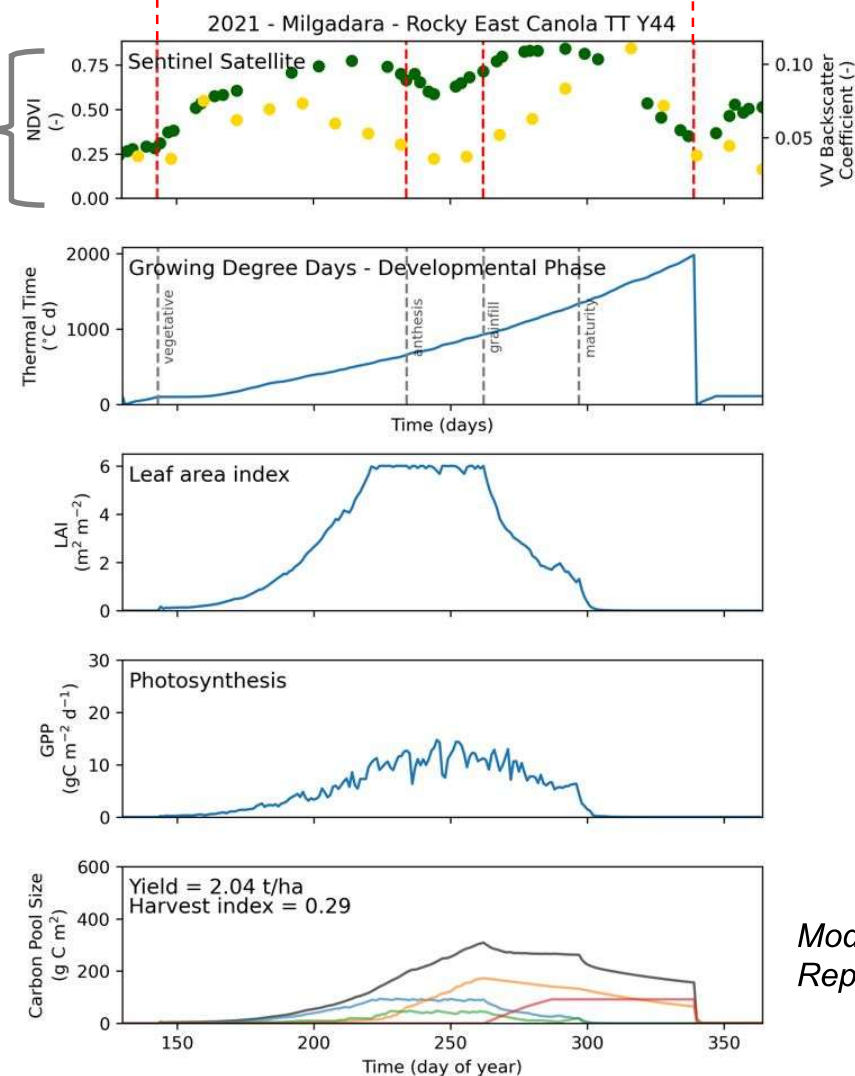 2021 - Milgadara - Rocky East Canola TT Y44
Sentinel Satellite
NDVI
(-)
0.75
0.50
0.25
0.00
0.10
0.05
VV Backscatter
Coefficient (-)
Growing Degree Days - Developmental Phase
Thermal Time
(°C d)
2000
1000
0
vegetative
anthesis
grainfill
maturity
Time (days)
Leaf area index
LAI
(m² m⁻²)
6
4
2
0
Photosynthesis
GPP
(gC m⁻² d⁻¹)
30
20
10
0
Yield = 2.04 t/ha
Harvest index = 0.29
Carbon Pool Size
(g C m²)
600
400
200
0
150 200 250 300 350
Time (day of year)